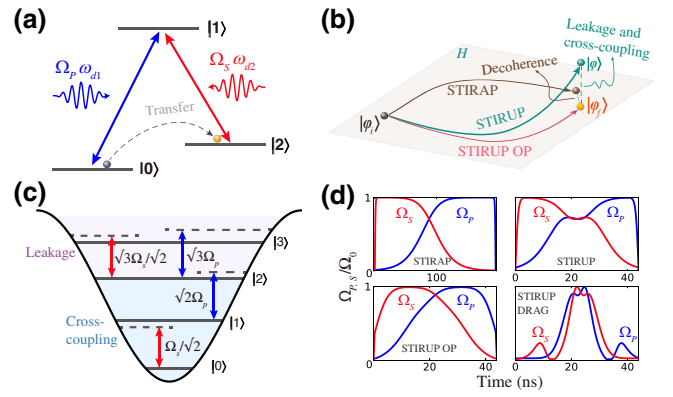 (a)
|1⟩
Ω_P ω_d1
Ω_S ω_d2
Transfer
|2⟩
|0⟩
(b)
Leakage and
cross-coupling
H
Decoherence
|φ⟩
STIRAP
|φ_i⟩
STIRUP
|φ_f⟩
STIRUP OP
(c)
Leakage
|3⟩
√3Ω_s/√2
√3Ω_p
|2⟩
√2Ω_p
Cross-
coupling
|1⟩
Ω_s/√2
|0⟩
(d)
Ω_P,S/Ω_0
1
0
Ω_S
Ω_P
STIRAP
100
1
0
Ω_S
Ω_P
STIRUP
0
20
40
1
0
Ω_S
Ω_P
STIRUP OP
0
20
40
1
0
STIRUP
DRAG
Ω_S
Ω_P
0
20
40
Time (ns)